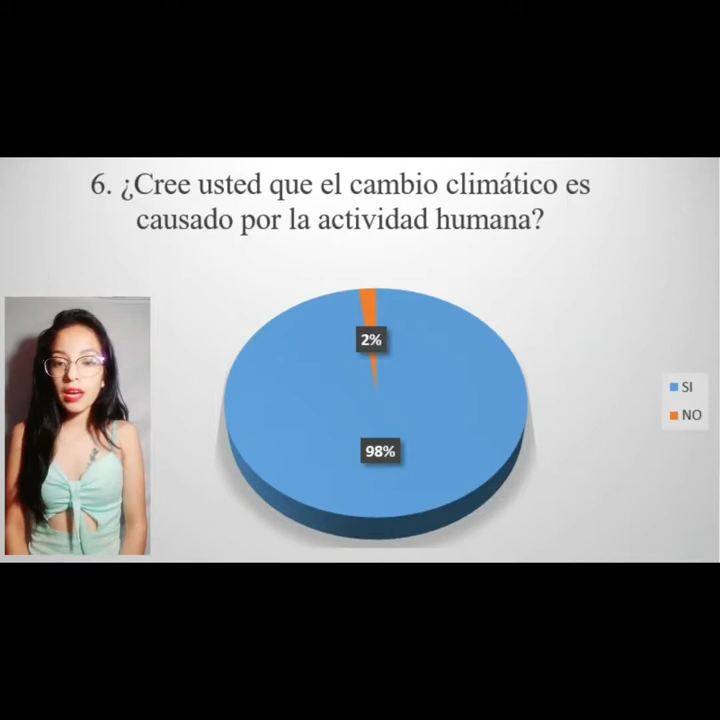 6. ¿Cree usted que el cambio climático es
causado por la actividad humana?
2%
98%
SI
NO